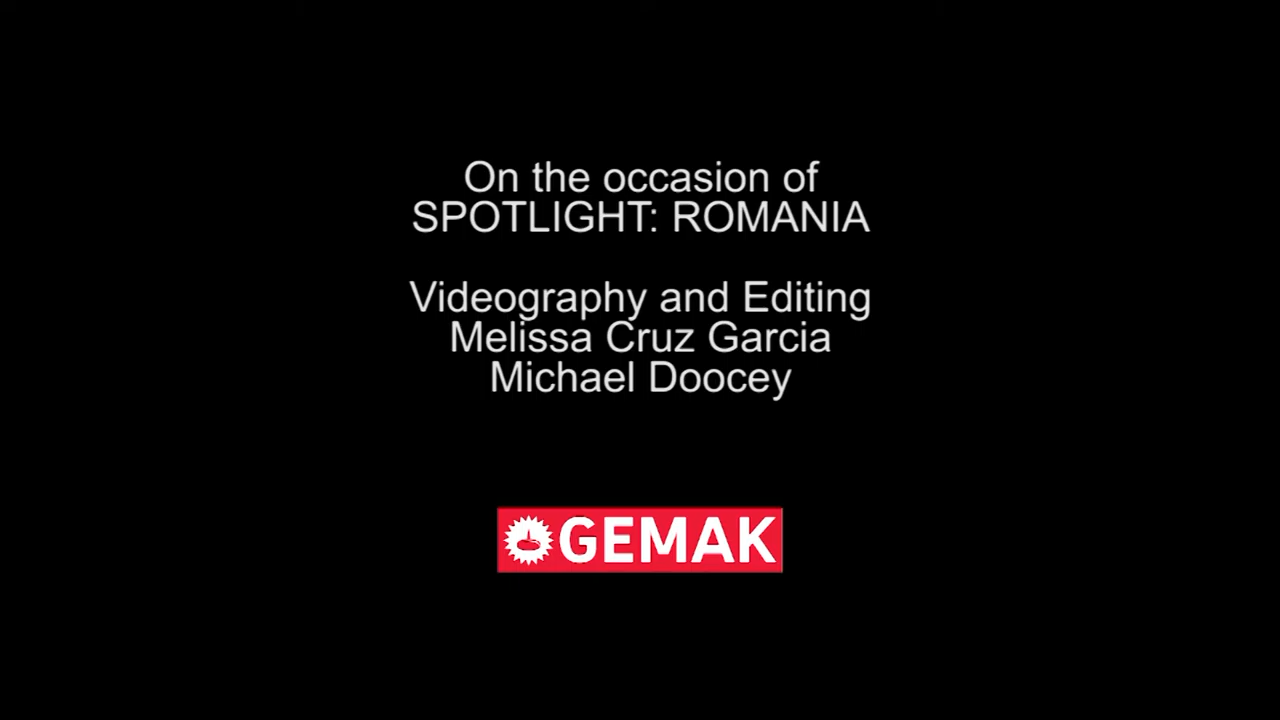 On the occasion of
SPOTLIGHT: ROMANIA
Videography and Editing
Melissa Cruz Garcia
Michael Doocey
GEMAK